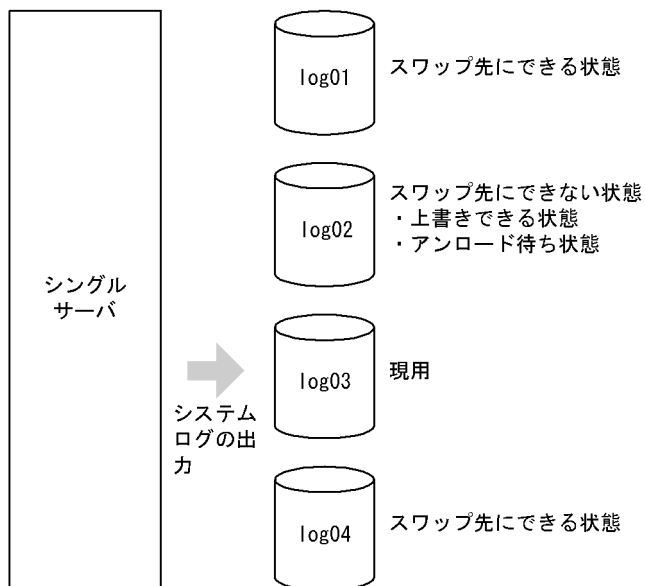 シングル
サーバ
システム
ログの出
力
log01
スワップ先にできる状態
log02
スワップ先にできない状態
・上書きできる状態
・アンロード待ち状態
log03
現用
log04
スワップ先にできる状態